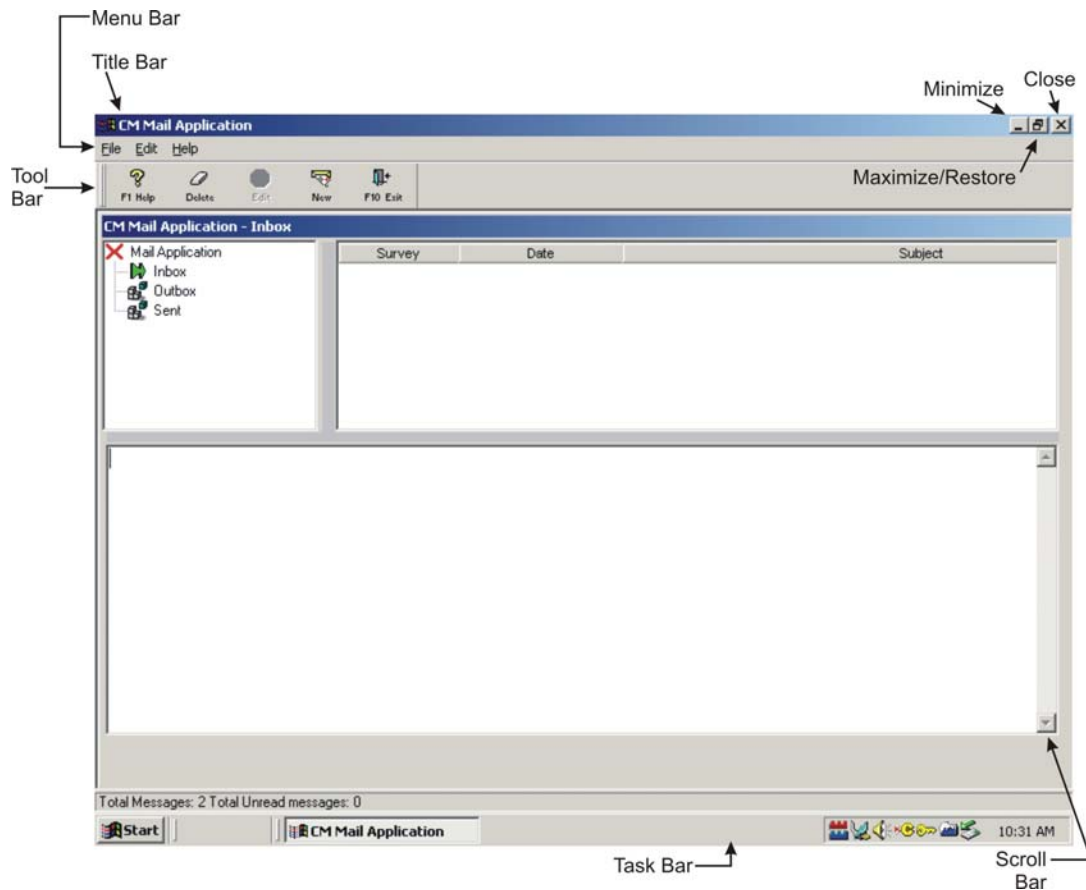 Menu Bar
Title Bar
Minimize
Close
CM Mail Application
File Edit Help
Tool
Bar
Maximize/Restore
F1 Help Delete Edit New F10 Exit
CM Mail Application - Inbox
Mail Application
Inbox
Outbox
Sent
Survey Date Subject
Total Messages: 2 Total Unread messages: 0
Start
CM Mail Application
10:31 AM
Task Bar
Scroll
Bar